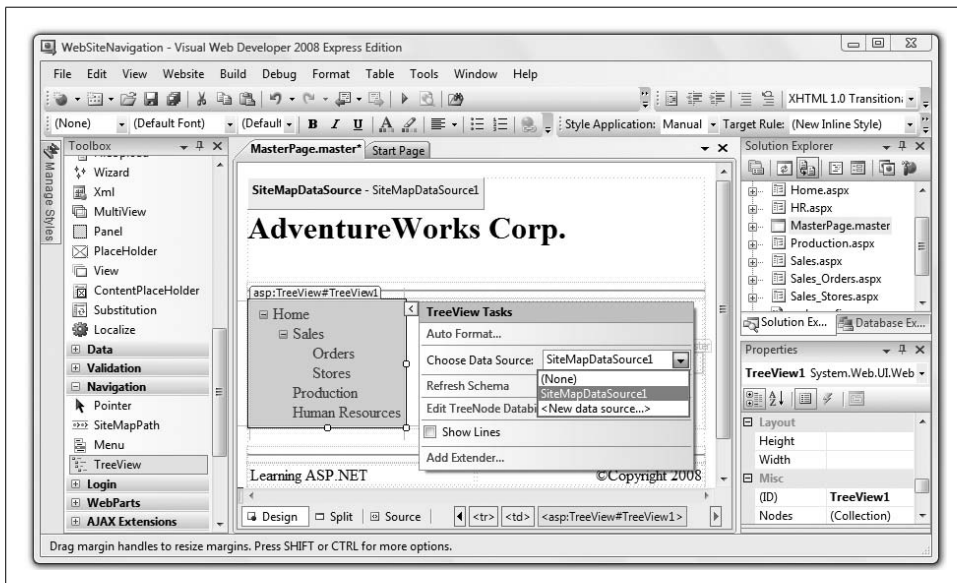 WebSiteNavigation - Visual Web Developer 2008 Express Edition
File Edit View Website Build Debug Format Table Tools Window Help
XHTML 1.0 Transition
(None) (Default Font) (Default B I U A Style Application: Manual Target Rule: (New Inline Style)
Manage Styles
Toolbox
Wizard
Xml
MultiView
Panel
PlaceHolder
View
ContentPlaceHolder
Substitution
Localize
Data
Validation
Navigation
Pointer
SiteMapPath
Menu
TreeView
Login
WebParts
AJAX Extensions
MasterPage.master* Start Page
SiteMapDataSource - SiteMapDataSource1
AdventureWorks Corp.
asp:TreeView#TreeView1
Home
Sales
Orders
Stores
Production
Human Resources
TreeView Tasks
Auto Format...
Choose Data Source: SiteMapDataSource1
(None)
SiteMapDataSource1
<New data source...>
Refresh Schema
Edit TreeNode Databi
Show Lines
Add Extender...
Learning ASP.NET ©Copyright 2008
Design Split Source <tr> <td> <asp:TreeView#TreeView1>
Solution Explorer
Home.aspx
HR.aspx
MasterPage.master
Production.aspx
Sales.aspx
Sales_Orders.aspx
Sales_Stores.aspx
Solution Ex... Database Ex...
Properties
TreeView1 System.Web.UI.Web
Layout
Height
Width
Misc
(ID) TreeView1
Nodes (Collection)
Drag margin handles to resize margins. Press SHIFT or CTRL for more options.